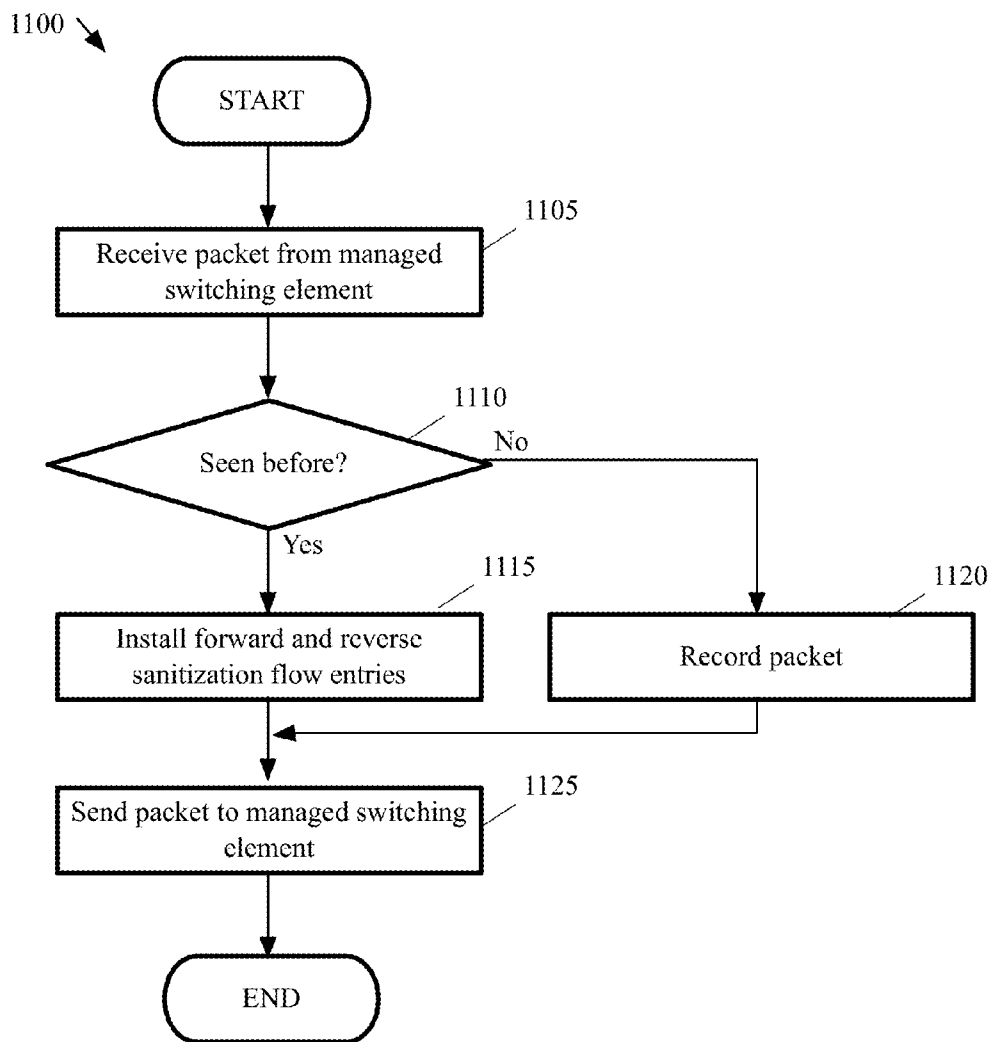 1100
START
1105
Receive packet from managed
switching element
1110
No
Seen before?
Yes
1115
Install forward and reverse
sanitization flow entries
1120
Record packet
1125
Send packet to managed switching
element
END